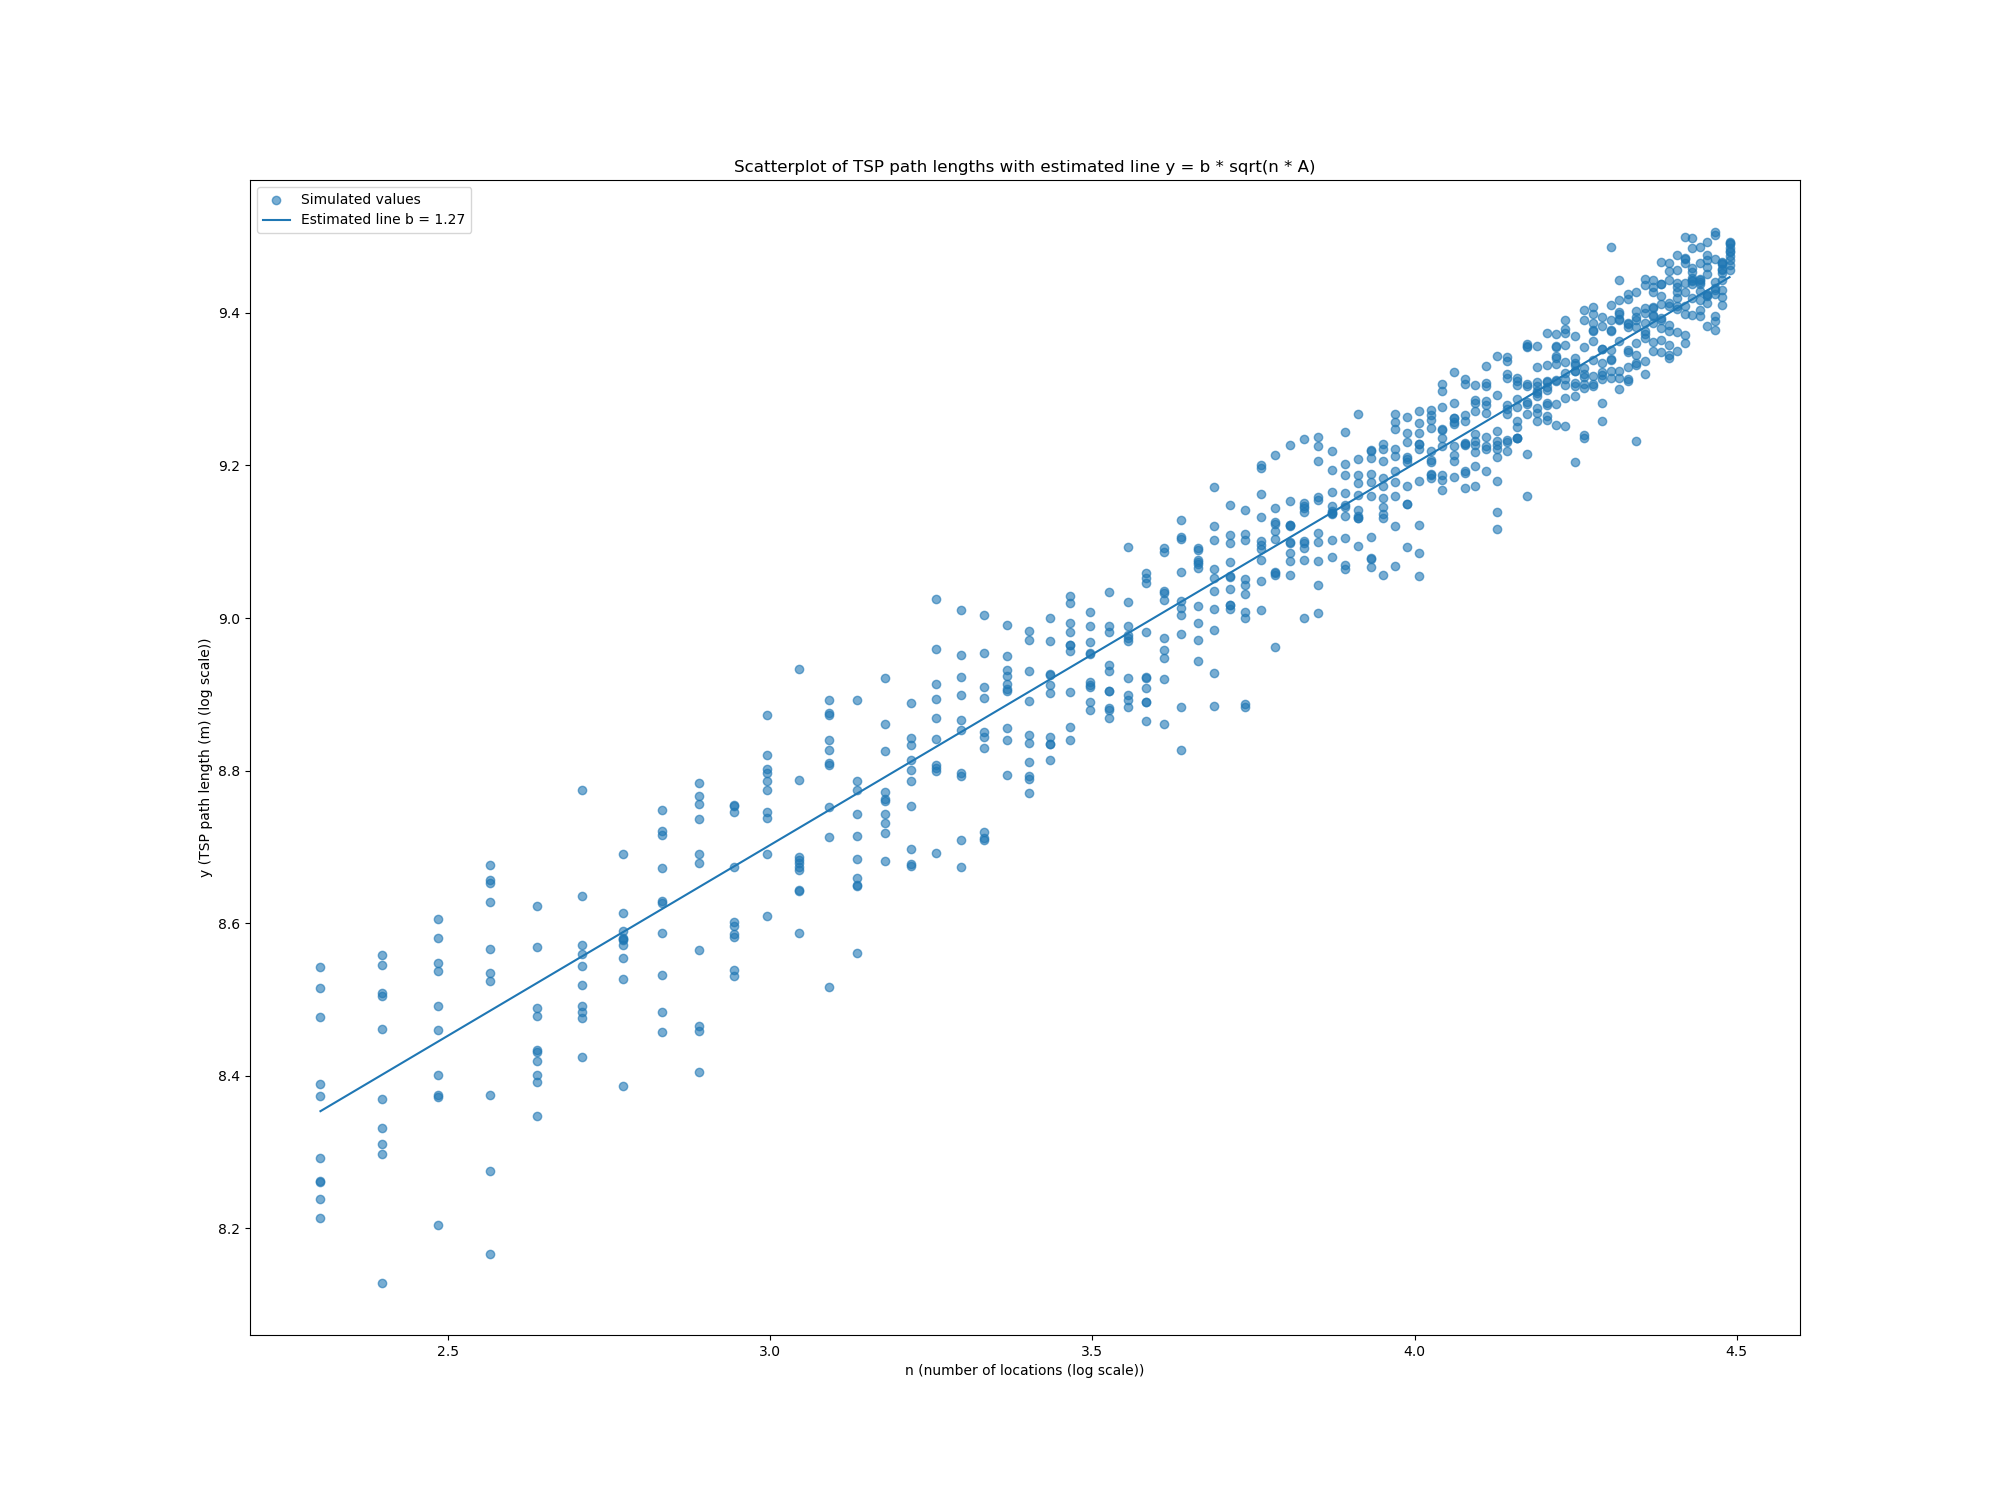 Scatterplot of TSP path lengths with estimated line y = b * sqrt(n * A)
Simulated values
Estimated line b = 1.27
9.4
9.2
9.0
8.8
8.6
8.4
8.2
y (TSP path length (m) (log scale))
2.5
3.0
3.5
4.0
4.5
n (number of locations (log scale))